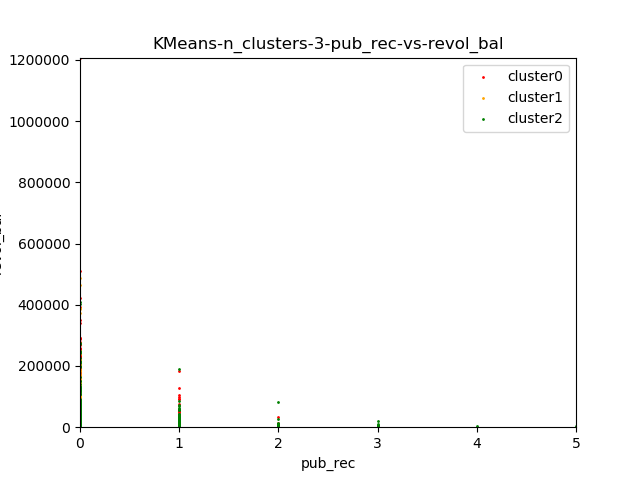 KMeans-n_clusters-3-pub_rec-vs-revol_bal
1200000
1000000
800000
600000
400000
200000
0
0 1 2 3 4 5
pub_rec
cluster0
cluster1
cluster2